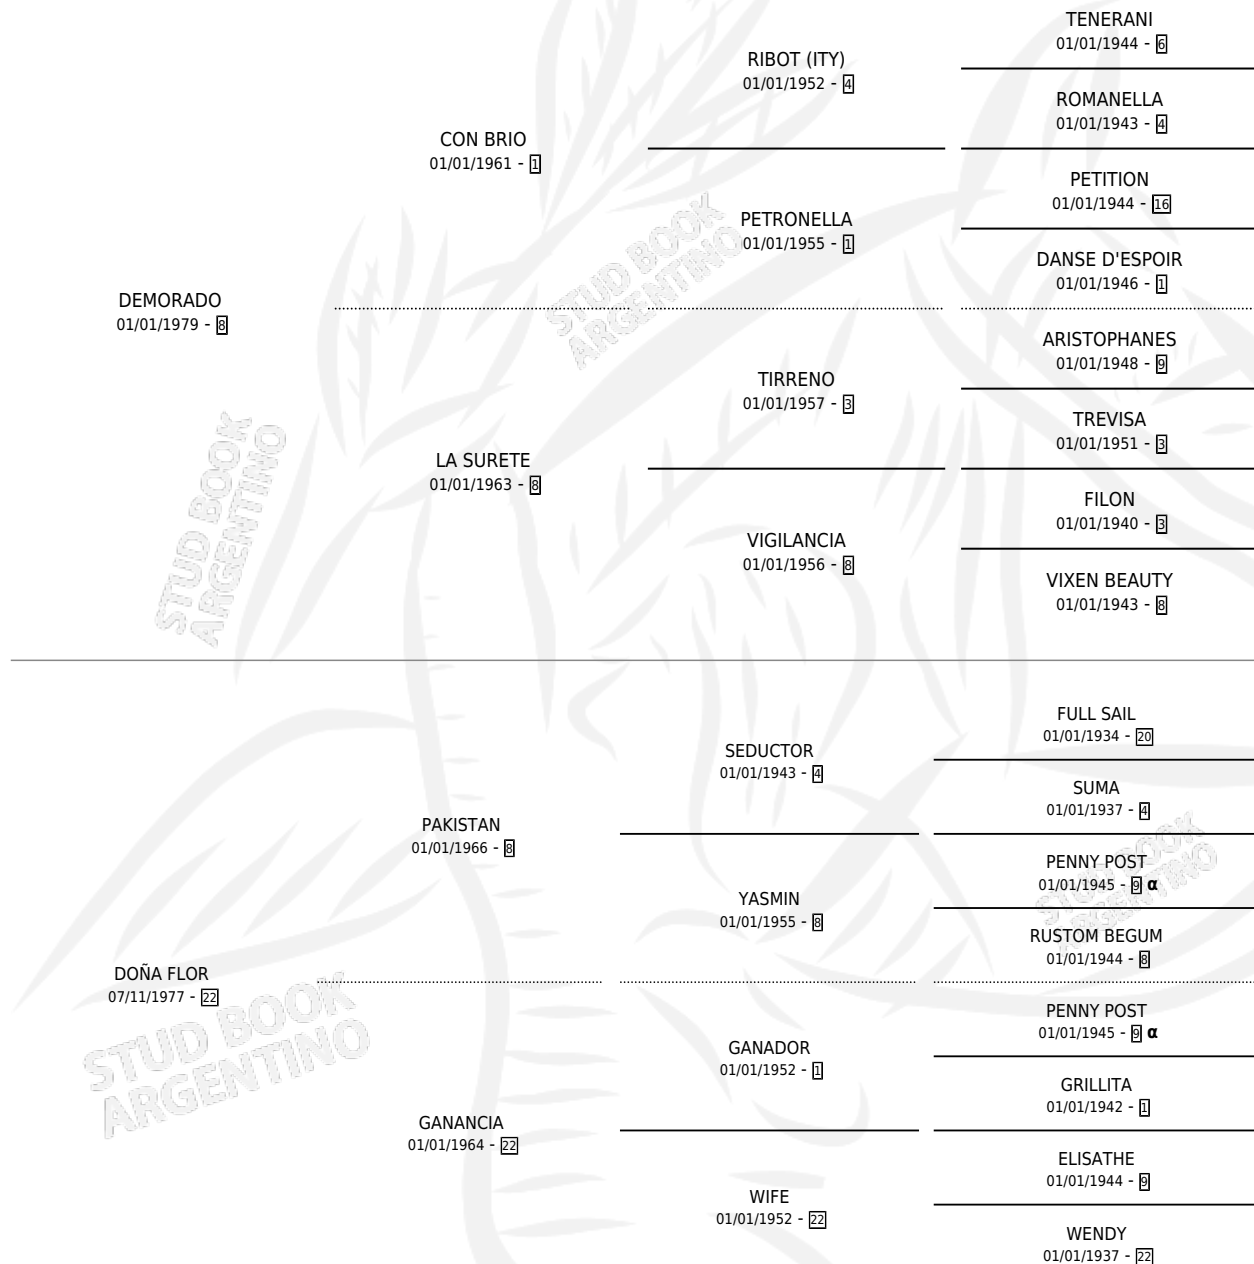 TENERANI
01/01/1944 - 6
RIBOT (ITY)
01/01/1952 - 4
ROMANELLA
01/01/1943 - 4
CON BRIO
01/01/1961 - 1
PETITION
01/01/1944 - 16
PETRONELLA
01/01/1955 - 1
DANSE D'ESPOIR
01/01/1946 - 1
DEMORADO
01/01/1979 - 8
ARISTOPHANES
01/01/1948 - 9
TIRRENO
01/01/1957 - 3
TREVISA
01/01/1951 - 3
LA SURETE
01/01/1963 - 8
FILON
01/01/1940 - 3
VIGILANCIA
01/01/1956 - 8
VIXEN BEAUTY
01/01/1943 - 8
FULL SAIL
01/01/1934 - 20
SEDUCTOR
01/01/1943 - 4
SUMA
01/01/1937 - 4
PAKISTAN
01/01/1966 - 8
PENNY POST
01/01/1945 - 9 α
YASMIN
01/01/1955 - 8
RUSTOM BEGUM
01/01/1944 - 8
DOÑA FLOR
07/11/1977 - 22
PENNY POST
01/01/1945 - 9 α
GANADOR
01/01/1952 - 1
GRILLITA
01/01/1942 - 1
GANANCIA
01/01/1964 - 22
ELISATHE
01/01/1944 - 9
WIFE
01/01/1952 - 22
WENDY
01/01/1937 - 22
STUD BOOK
ARGENTINO
STUD BOOK
ARGENTINO
STUD BOOK
ARGENTINO
STUD BOOK
ARGENTINO